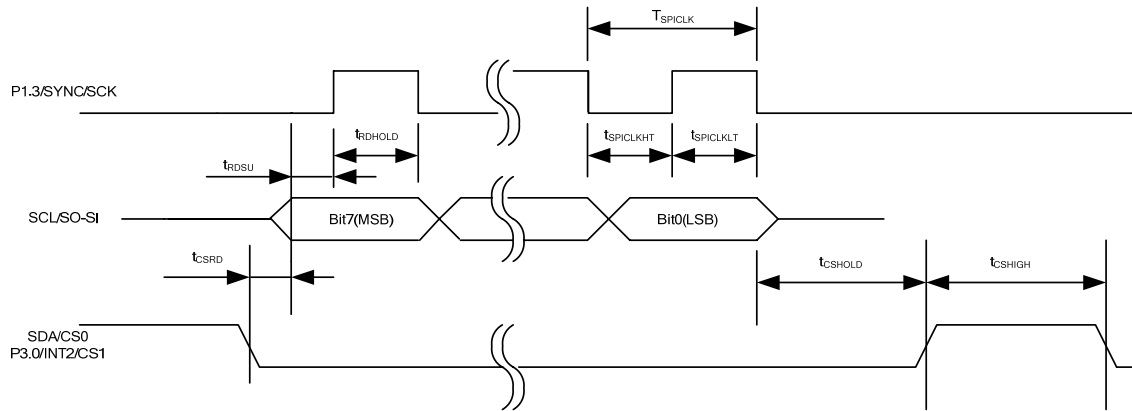 TSPICLK
P1.3/SYNC/SCK
tRDHOLD
tSPICLKHT
tSPICLKLT
tRDSU
SCL/SO-SI
Bit7(MSB)
Bit0(LSB)
tCSRD
tCSHOLD
tCSHIGH
SDA/CS0
P3.0/INT2/CS1